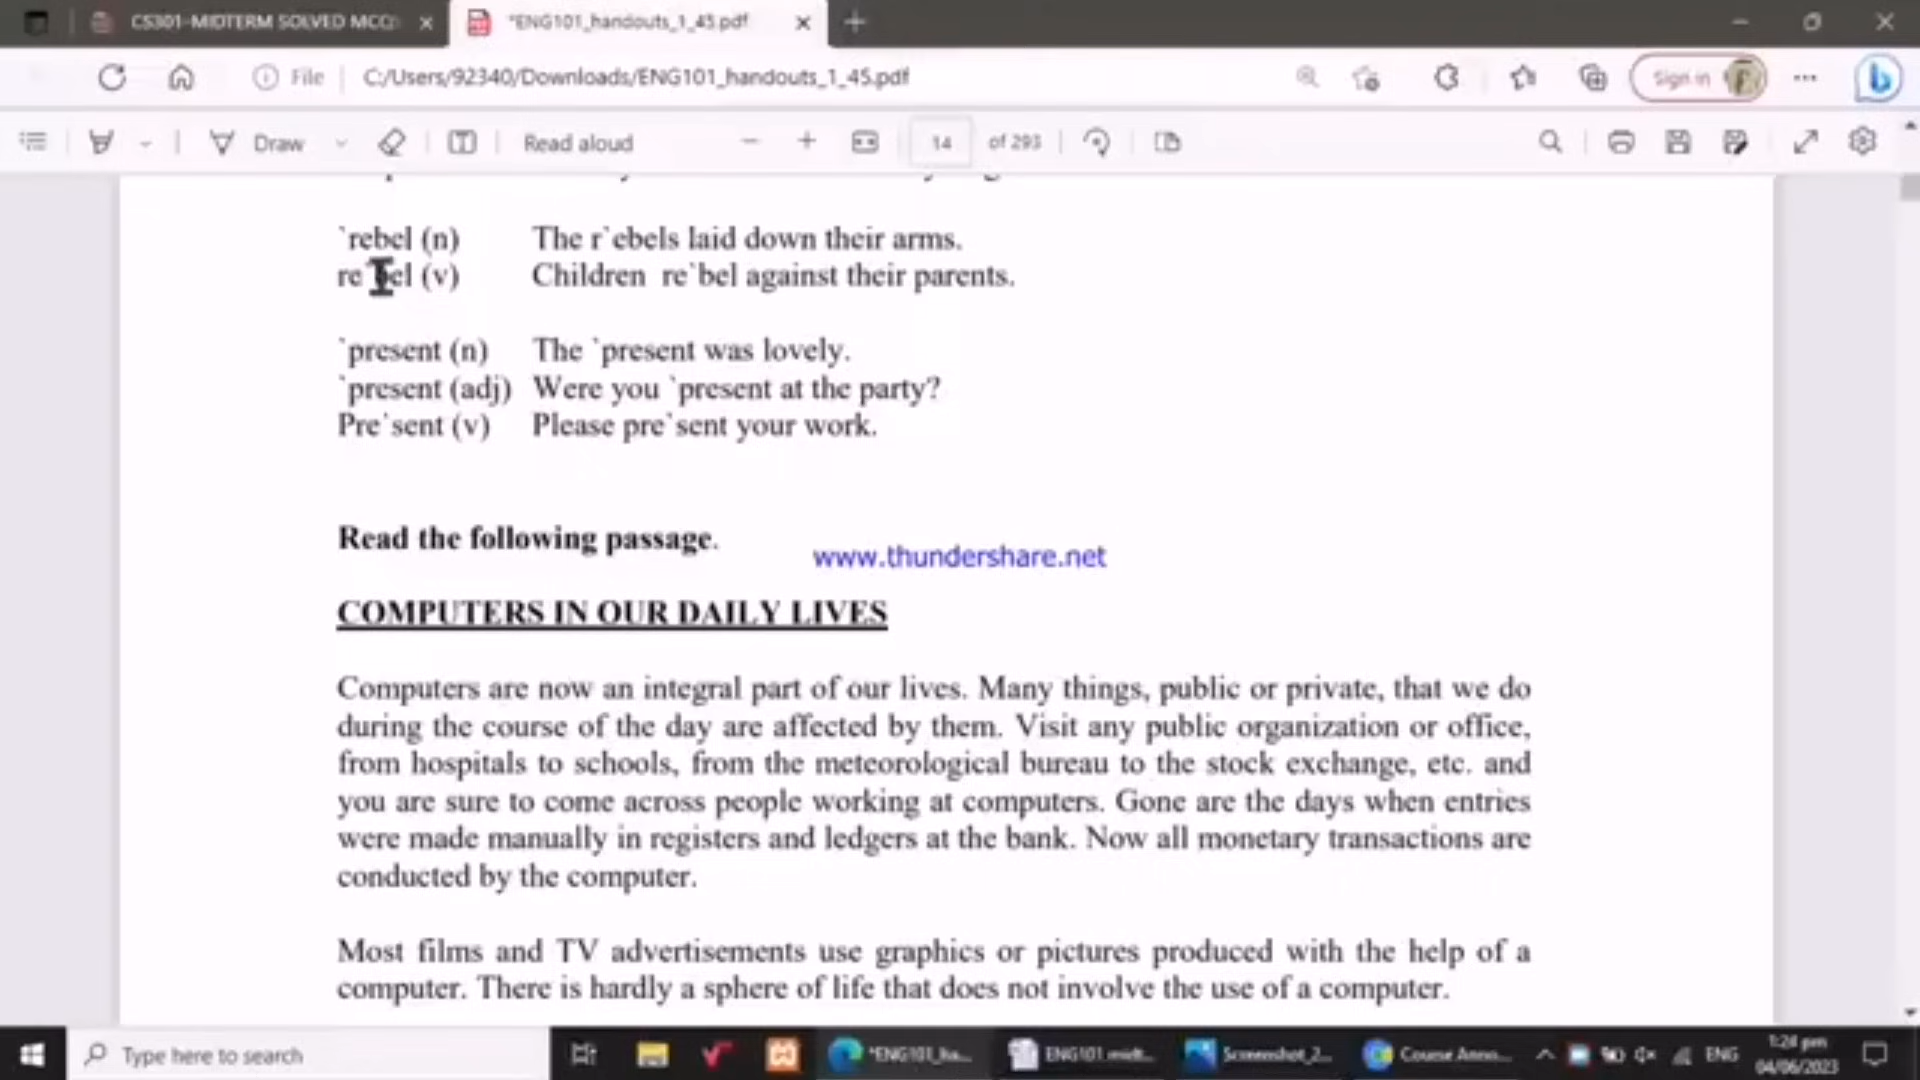 CS301-MIDTERM SOLVED MCQ
*ENG101_handouts_1_45.pdf
File
C:/Users/92340/Downloads/ENG101_handouts_1_45.pdf
Sign in
Draw
Read aloud
14 of 293
`rebel (n) The r`ebels laid down their arms.
re`bel (v) Children re`bel against their parents.
`present (n) The `present was lovely.
`present (adj) Were you `present at the party?
Pre`sent (v) Please pre`sent your work.
Read the following passage.
www.thundershare.net
COMPUTERS IN OUR DAILY LIVES
Computers are now an integral part of our lives. Many things, public or private, that we do
during the course of the day are affected by them. Visit any public organization or office,
from hospitals to schools, from the meteorological bureau to the stock exchange, etc. and
you are sure to come across people working at computers. Gone are the days when entries
were made manually in registers and ledgers at the bank. Now all monetary transactions are
conducted by the computer.
Most films and TV advertisements use graphics or pictures produced with the help of a
computer. There is hardly a sphere of life that does not involve the use of a computer.
Type here to search
*ENG101_ha...
ENG101 midt...
Screenshot_2...
Course Anno...
ENG
1:24 pm
04/06/2023